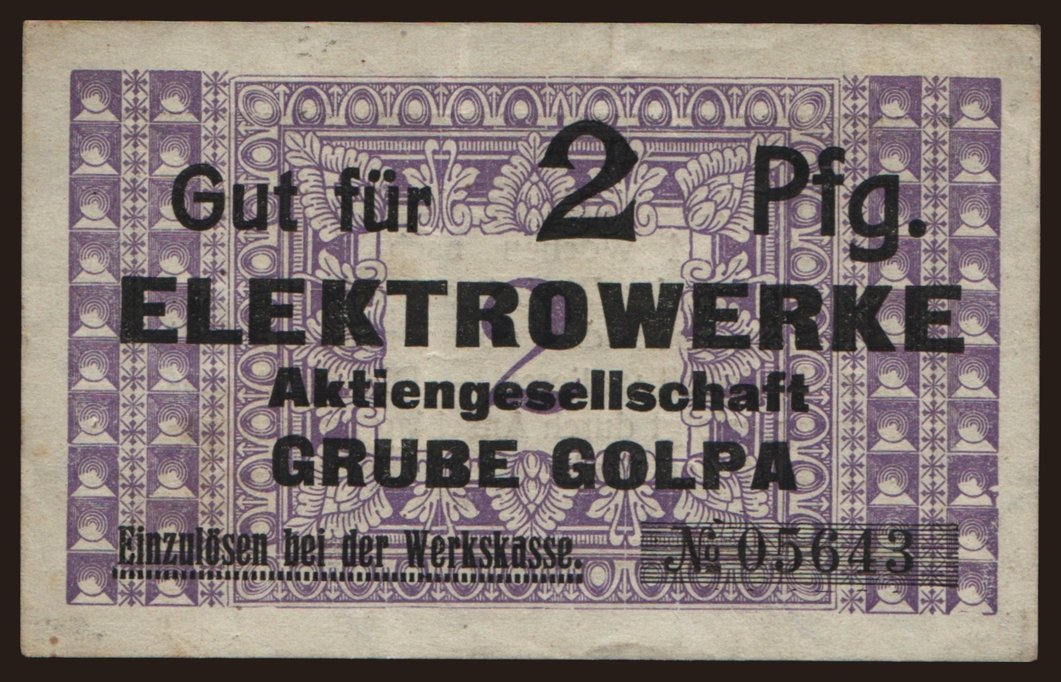 Gut für 2 Pfg.
ELEKTROWERKE
Aktiengesellschaft
GRUBE GOLPA
Einzulösen bei der Werkskasse.
№ 05643